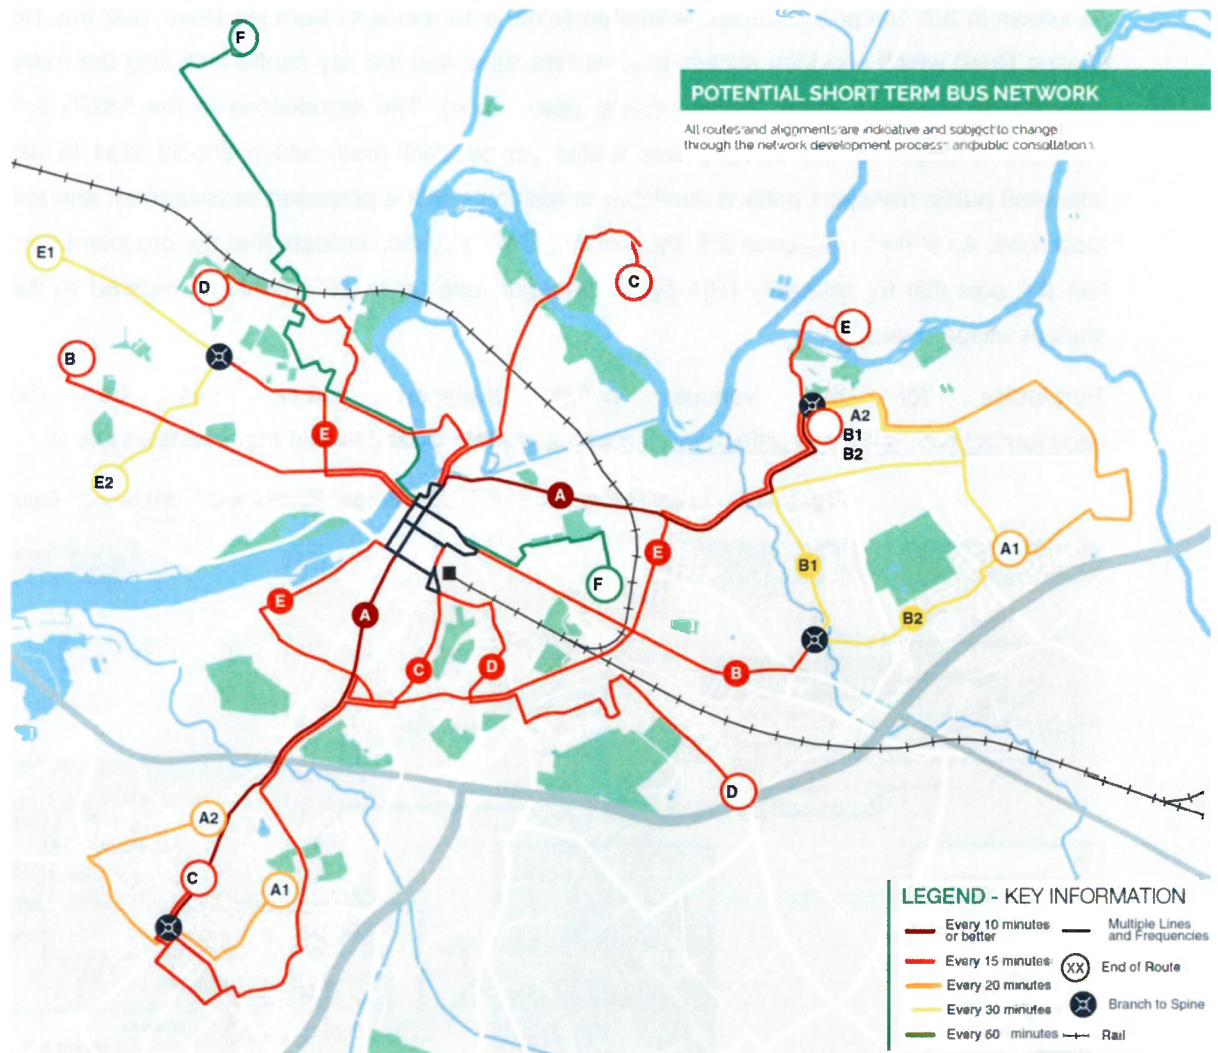 F
POTENTIAL SHORT TERM BUS NETWORK
All routes and alignments are indicative and subject to change
through the network development process and public consultation.
E1
D
C
B
E
E
A2
B1
B2
E2
A
E
A1
B1
F
E
A
B2
C
D
B
D
A2
C
A1
LEGEND - KEY INFORMATION
Every 10 minutes
or better
Every 15 minutes
Every 20 minutes
Every 30 minutes
Every 60 minutes
Multiple Lines
and Frequencies
XX
End of Route
Branch to Spine
Rail